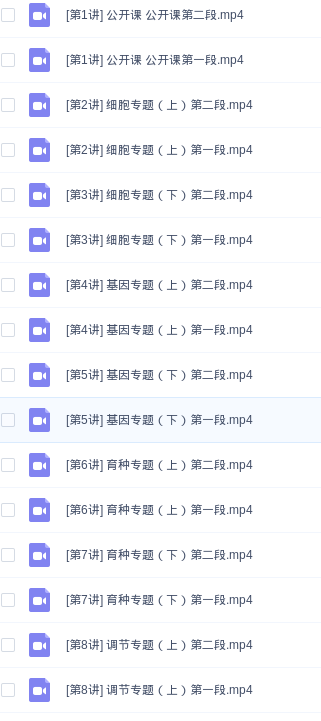 [第1讲] 公开课 公开课第二段.mp4
[第1讲] 公开课 公开课第一段.mp4
[第2讲] 细胞专题（上）第二段.mp4
[第2讲] 细胞专题（上）第一段.mp4
[第3讲] 细胞专题（下）第二段.mp4
[第3讲] 细胞专题（下）第一段.mp4
[第4讲] 基因专题（上）第二段.mp4
[第4讲] 基因专题（上）第一段.mp4
[第5讲] 基因专题（下）第二段.mp4
[第5讲] 基因专题（下）第一段.mp4
[第6讲] 育种专题（上）第二段.mp4
[第6讲] 育种专题（上）第一段.mp4
[第7讲] 育种专题（下）第二段.mp4
[第7讲] 育种专题（下）第一段.mp4
[第8讲] 调节专题（上）第二段.mp4
[第8讲] 调节专题（上）第一段.mp4